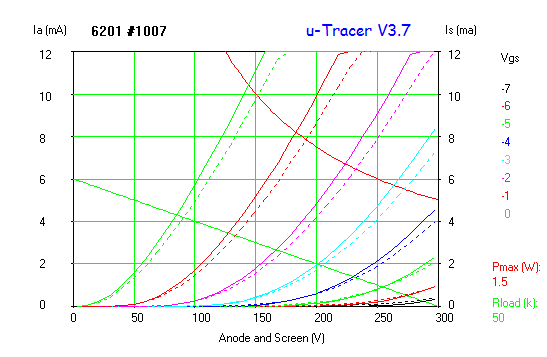 Ia (mA) 6201 #1007 u-Tracer V3.7 Is (ma)
12 12
10 10
8 8
6 6
4 4
2 2
0 0
0 50 100 150 200 250 300
Anode and Screen (V)
Vgs
-7
-6
-5
-4
-3
-2
-1
0
Pmax (W):
1.5
Rload (k):
50